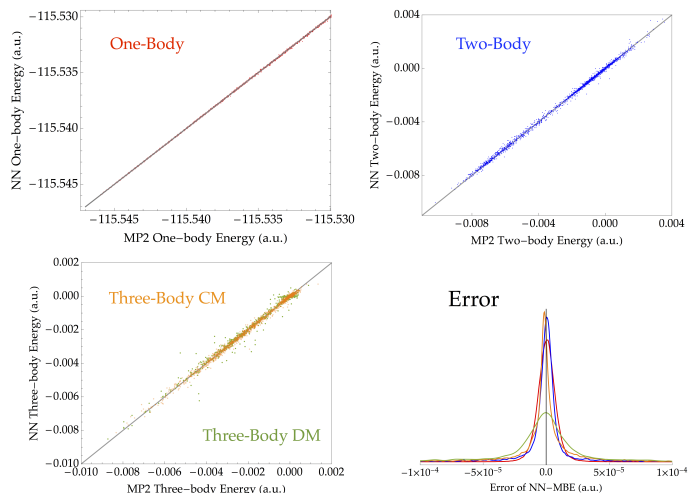 One-Body
NN One−body Energy (a.u.)
−115.530
−115.535
−115.540
−115.545
−115.545
−115.540
−115.535
−115.530
MP2 One−body Energy (a.u.)
Two-Body
NN Two−body Energy (a.u.)
0.004
0.000
−0.004
−0.008
−0.008
−0.004
0.000
0.004
MP2 Two−body Energy (a.u.)
Three-Body CM
Three-Body DM
NN Three−body Energy (a.u.)
0.002
0.000
−0.002
−0.004
−0.006
−0.008
−0.010
−0.010
−0.008
−0.006
−0.004
−0.002
0.000
0.002
MP2 Three−body Energy (a.u.)
Error
−1×10⁻⁴
−5×10⁻⁵
0.0
5×10⁻⁵
1×10⁻⁴
Error of NN−MBE (a.u.)